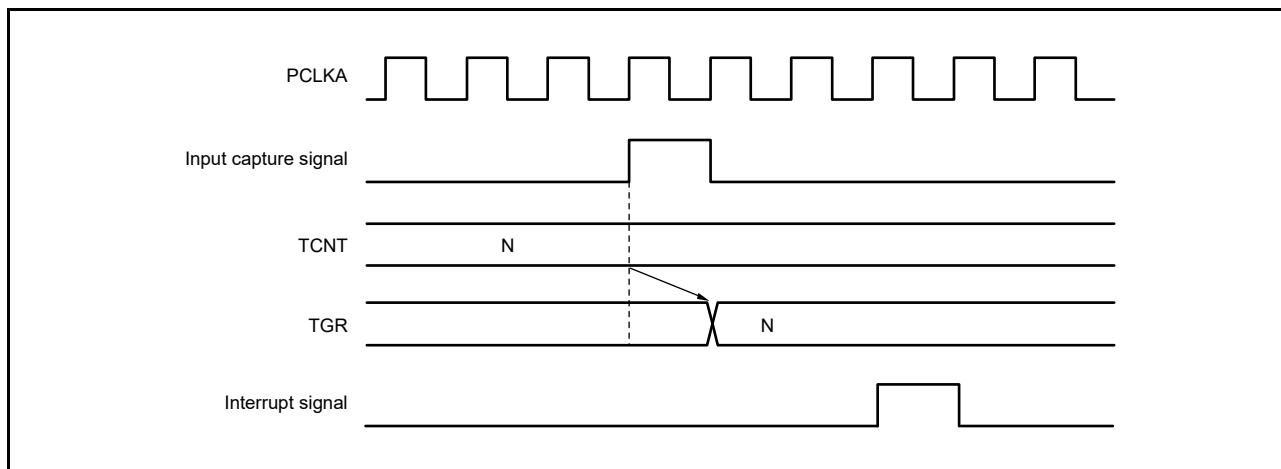 PCLKA
Input capture signal
TCNT
N
TGR
N
Interrupt signal